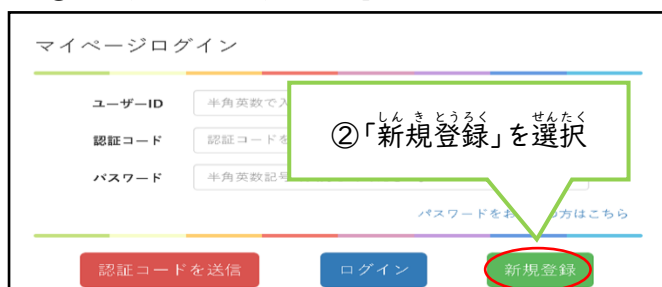 マイページログイン
ユーザーID
半角英数で入
②「新規登録」を選択
しんきとうろく
せんたく
認証コード
認証コードを
パスワード
半角英数記号
パスワードをお
の方はこちら
認証コードを送信
ログイン
新規登録